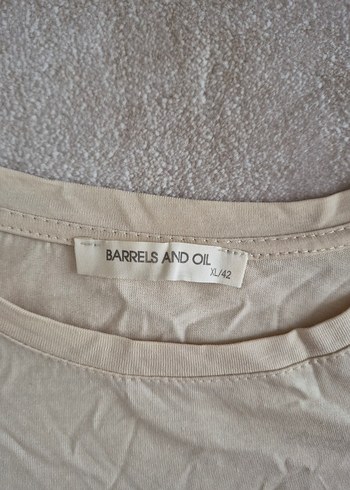 BARRELS AND OIL
XL/42